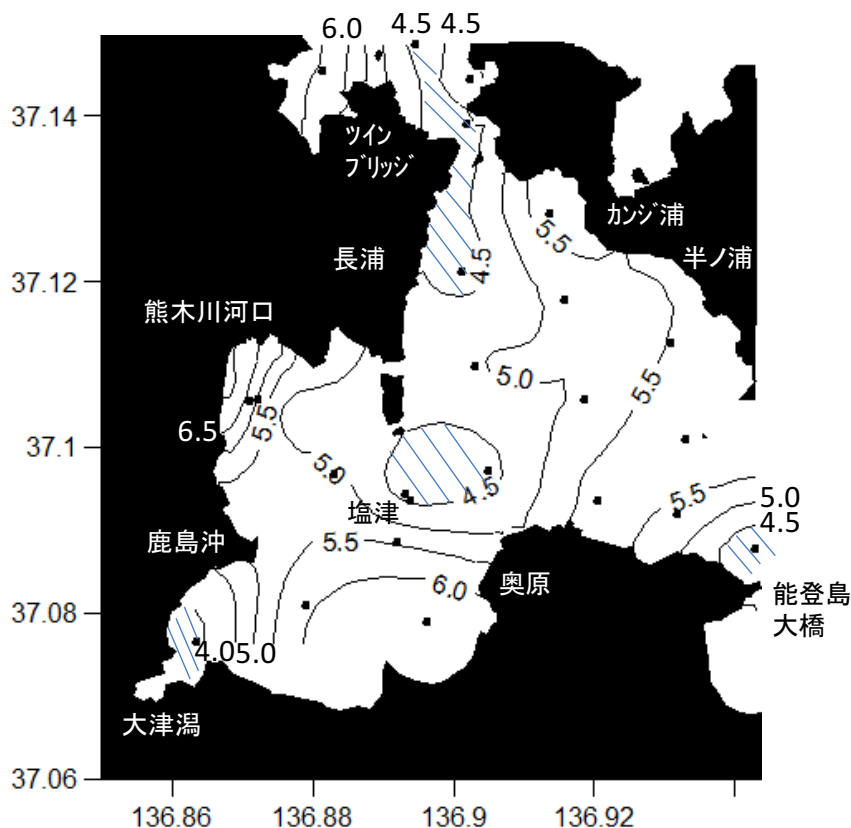 6.0
4.5
4.5
37.14
ツイン
ブリッジ
カンジ浦
5.5
半ノ浦
長浦
4.5
37.12
熊木川河口
5.0
5.5
5.5
6.5
37.1
5.0
4.5
5.5
5.0
4.5
塩津
鹿島沖
5.5
6.0
奥原
能登島
大橋
37.08
4.0
5.0
大津潟
37.06
136.86
136.88
136.9
136.92